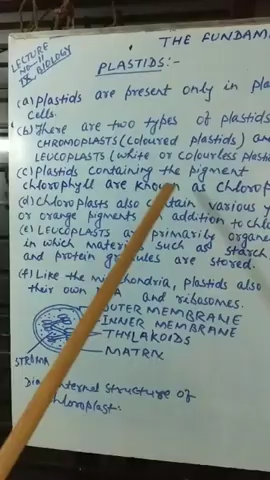 LECTURE
NO-11
IX BIOLOGY
THE FUNDAM
PLASTIDS:-
(a) Plastids are present only in pla
cells.
(b) There are two types of plastids
CHROMOPLASTS (coloured plastids) an
LEUCOPLASTS (white or colourless plasti
(c) Plastids containing the pigment
chlorophyll are known as chlorop
(d) Chloroplasts also contain various y
or orange pigments in addition to chl
(e) LEUCOPLASTS are primarily organe
in which materials such as starch
and protein granules are stored.
(f) Like the mitochondria, plastids also
their own and ribosomes.
OUTER MEMBRANE
INNER MEMBRANE
THYLAKOIDS
MATRIX
STROMA
internal structure of
chloroplast.